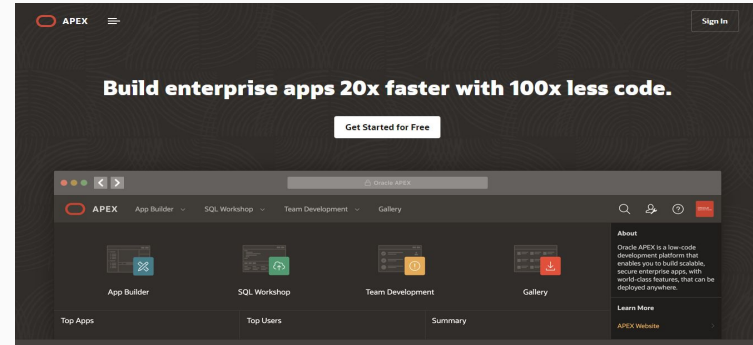 APEX
Sign In
Build enterprise apps 20x faster with 100x less code.
Get Started for Free
Oracle APEX
APEX App Builder SQL Workshop Team Development Gallery
About
Oracle APEX is a low-code
development platform that
enables you to build scalable,
secure enterprise apps, with
world-class features, that can be
deployed anywhere.
App Builder SQL Workshop Team Development Gallery
Learn More
Top Apps Top Users Summary
APEX Website